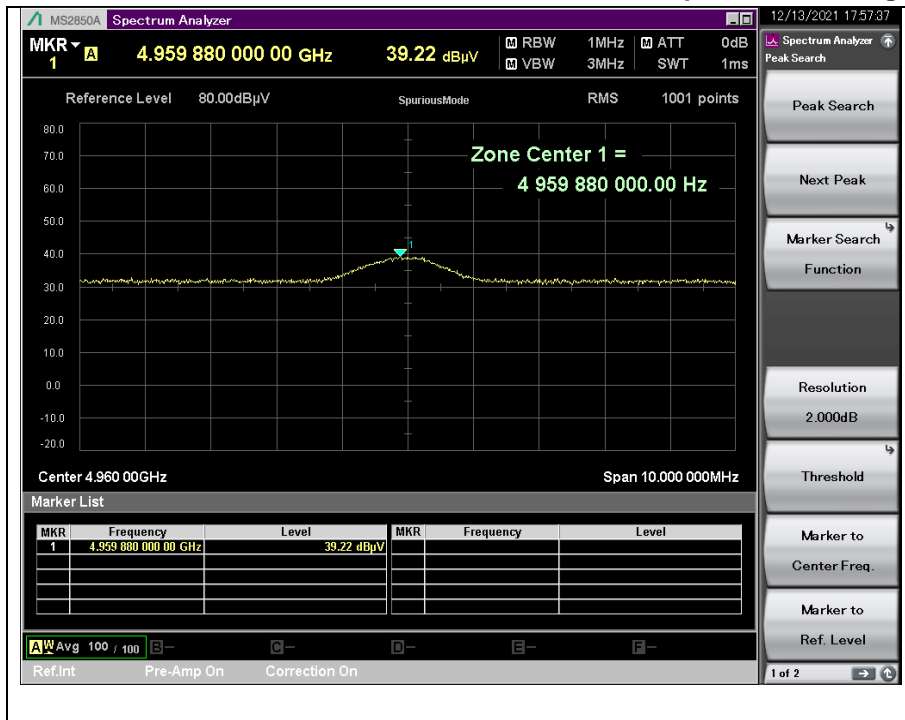 MS2850A Spectrum Analyzer
12/13/2021 17:57:37
MKR 1 A 4.959 880 000 00 GHz 39.22 dBµV
M RBW 1MHz M ATT 0dB
M VBW 3MHz SWT 1ms
Reference Level 80.00dBµV SpuriousMode RMS 1001 points
80.0
70.0
60.0
50.0
40.0
30.0
20.0
10.0
0.0
-10.0
-20.0
Zone Center 1 =
4 959 880 000.00 Hz
1
Center 4.960 00GHz Span 10.000 000MHz
Marker List
MKR Frequency Level MKR Frequency Level
1 4.959 880 000 00 GHz 39.22 dBµV
A W Avg 100 / 100 B- C- D- E- F-
Ref.Int Pre-Amp On Correction On
Spectrum Analyzer
Peak Search
Peak Search
Next Peak
Marker Search
Function
Resolution
2.000dB
Threshold
Marker to
Center Freq.
Marker to
Ref. Level
1 of 2